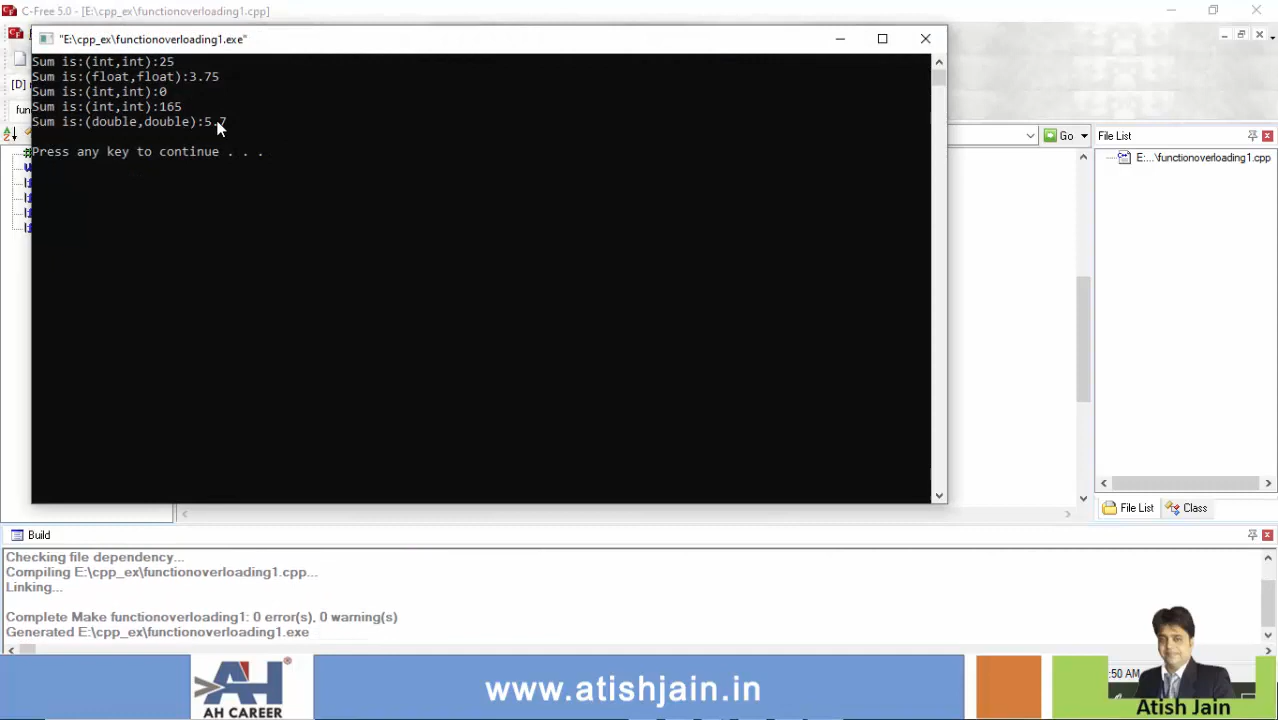 C-Free 5.0 - [E:\cpp_ex\functionoverloading1.cpp]
"E:\cpp_ex\functionoverloading1.exe"
Sum is:(int,int):25
Sum is:(float,float):3.75
Sum is:(int,int):0
Sum is:(int,int):165
Sum is:(double,double):5.7
Press any key to continue . . .
[D]
Go
File List
E:...\functionoverloading1.cpp
File List
Class
Build
Checking file dependency...
Compiling E:\cpp_ex\functionoverloading1.cpp...
Linking...
Complete Make functionoverloading1: 0 error(s), 0 warning(s)
Generated E:\cpp_ex\functionoverloading1.exe
:50 AM
AH
®
AH CAREER
www.atishjain.in
Atish Jain